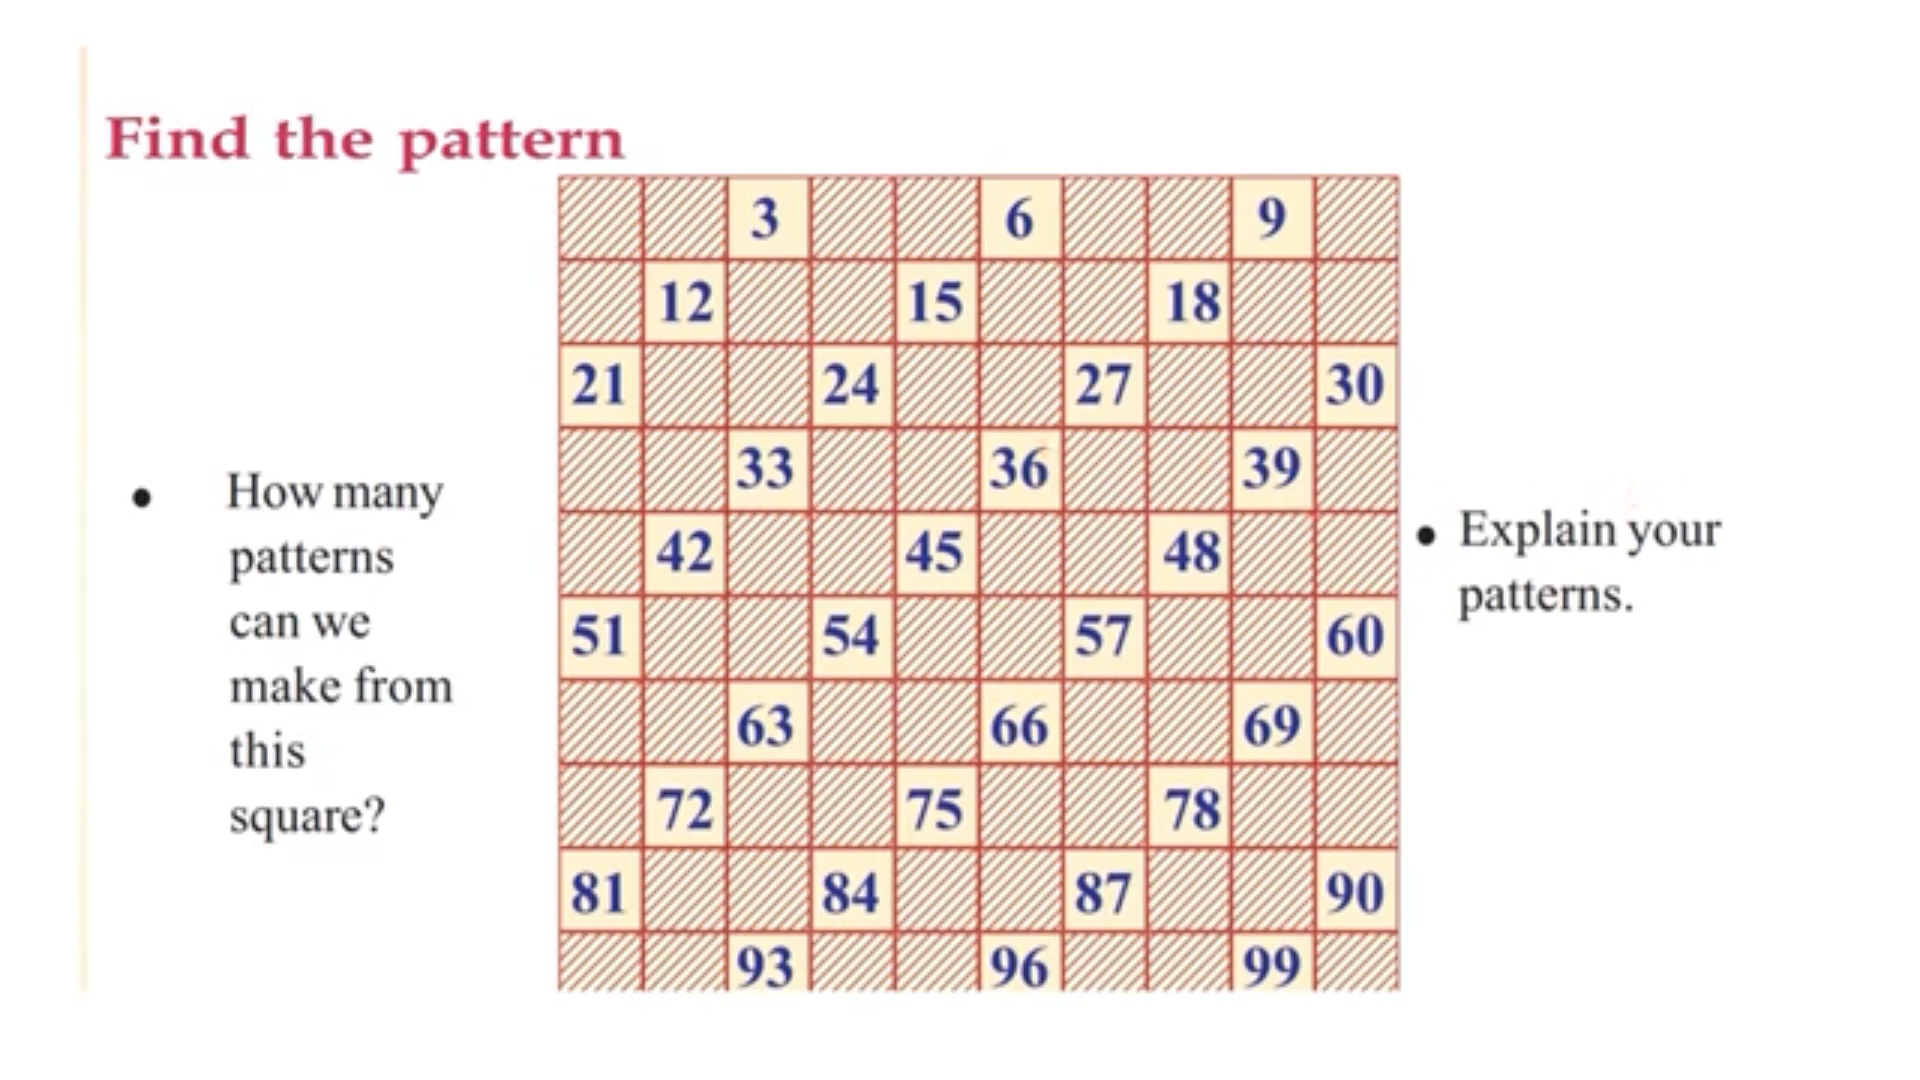 Find the pattern
3 6 9
12 15 18
21 24 27 30
33 36 39
42 45 48
51 54 57 60
63 66 69
72 75 78
81 84 87 90
93 96 99
• How many
patterns
can we
make from
this
square?
• Explain your
patterns.